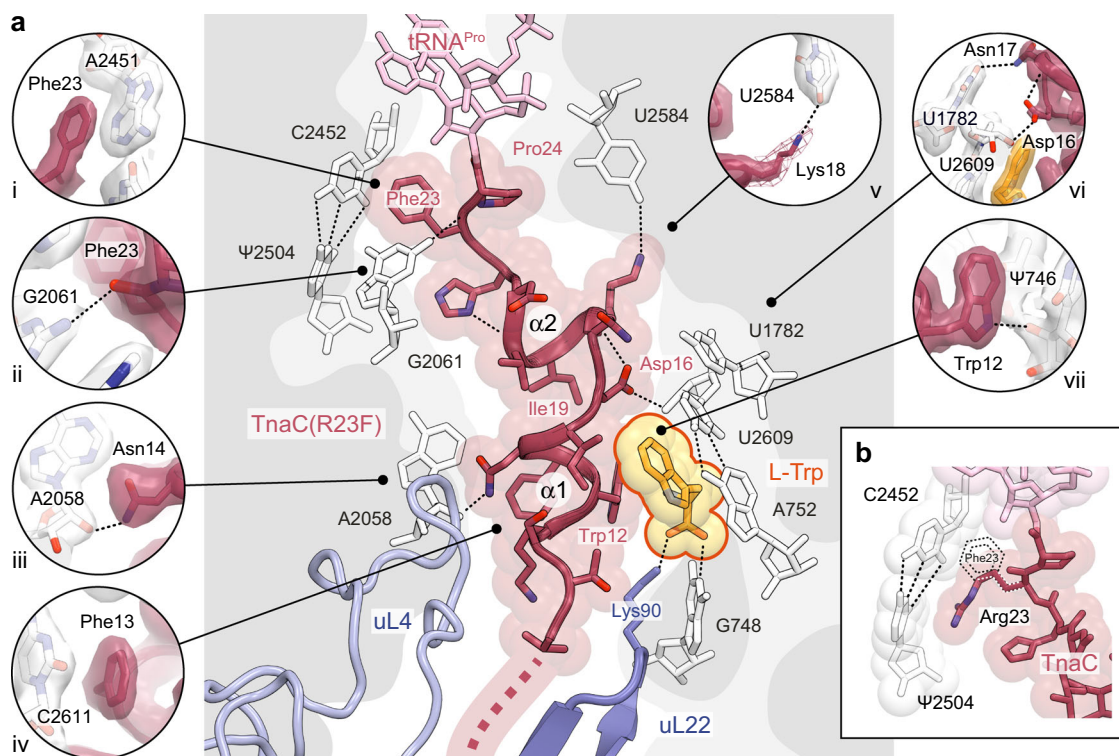 a
A2451
Phe23
i
Phe23
G2061
ii
Asn14
A2058
iii
Phe13
C2611
iv
tRNAᴾʳᵒ
C2452
U2584
Pro24
Phe23
Ψ2504
α2
G2061
U1782
Asp16
Ile19
TnaC(R23F)
U2609
L-Trp
α1
A2058
A752
Trp12
uL4
Lys90
G748
uL22
U2584
Lys18
v
Asn17
U1782
Asp16
U2609
vi
Ψ746
Trp12
vii
b
C2452
Phe23
Arg23
TnaC
Ψ2504